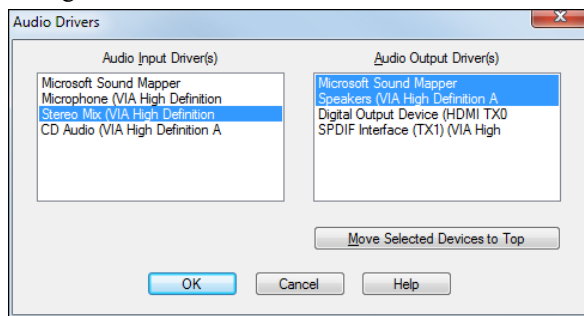 Audio Drivers
Audio Input Driver(s)
Audio Output Driver(s)
Microsoft Sound Mapper
Microphone (VIA High Definition
Stereo Mix (VIA High Definition
CD Audio (VIA High Definition A
Microsoft Sound Mapper
Speakers (VIA High Definition A
Digital Output Device (HDMI TX0
SPDIF Interface (TX1) (VIA High
Move Selected Devices to Top
OK
Cancel
Help